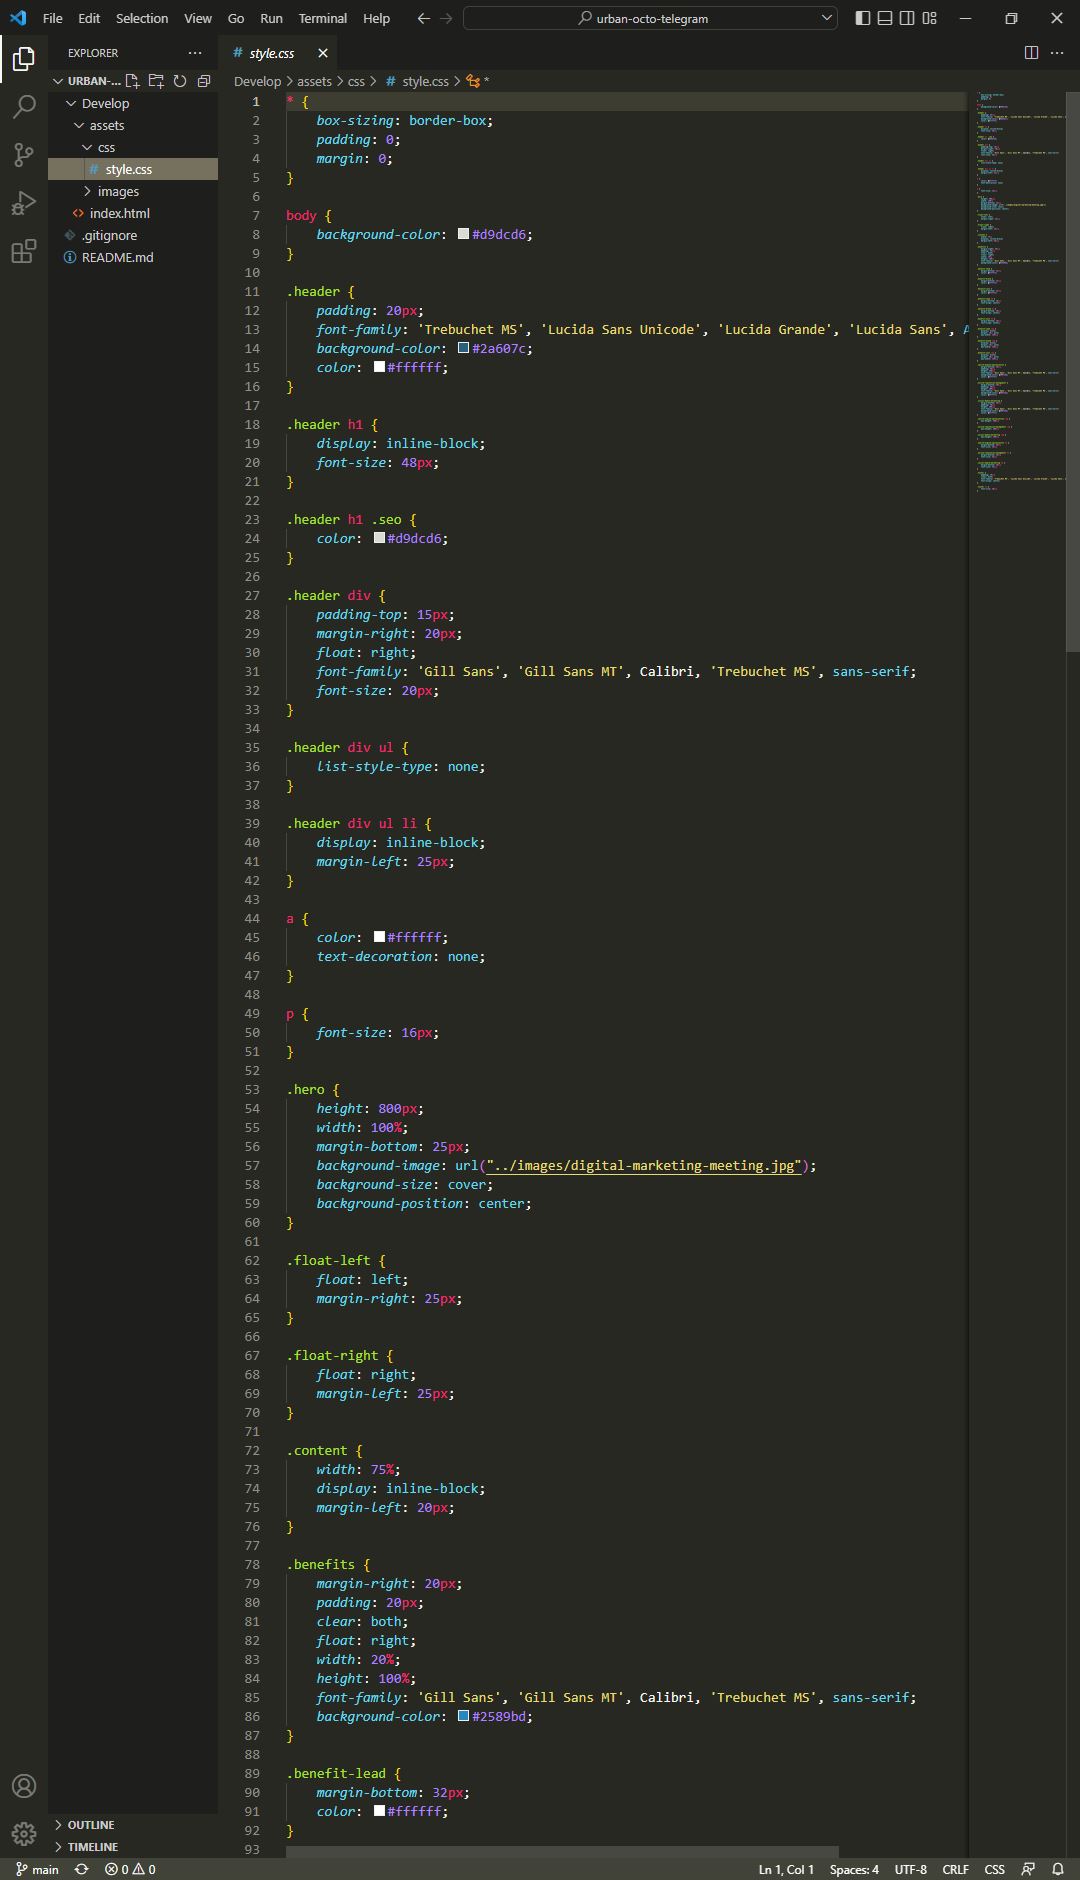 File Edit Selection View Go Run Terminal Help urban-octo-telegram
EXPLORER
style.css
URBAN-...
Develop > assets > css > # style.css > *
Develop
assets
css
# style.css
images
<> index.html
.gitignore
README.md
OUTLINE
TIMELINE
1 * {
2 box-sizing: border-box;
3 padding: 0;
4 margin: 0;
5 }
6
7 body {
8 background-color: #d9dcd6;
9 }
10
11 .header {
12 padding: 20px;
13 font-family: 'Trebuchet MS', 'Lucida Sans Unicode', 'Lucida Grande', 'Lucida Sans',
14 background-color: #2a607c;
15 color: #ffffff;
16 }
17
18 .header h1 {
19 display: inline-block;
20 font-size: 48px;
21 }
22
23 .header h1 .seo {
24 color: #d9dcd6;
25 }
26
27 .header div {
28 padding-top: 15px;
29 margin-right: 20px;
30 float: right;
31 font-family: 'Gill Sans', 'Gill Sans MT', Calibri, 'Trebuchet MS', sans-serif;
32 font-size: 20px;
33 }
34
35 .header div ul {
36 list-style-type: none;
37 }
38
39 .header div ul li {
40 display: inline-block;
41 margin-left: 25px;
42 }
43
44 a {
45 color: #ffffff;
46 text-decoration: none;
47 }
48
49 p {
50 font-size: 16px;
51 }
52
53 .hero {
54 height: 800px;
55 width: 100%;
56 margin-bottom: 25px;
57 background-image: url("../images/digital-marketing-meeting.jpg");
58 background-size: cover;
59 background-position: center;
60 }
61
62 .float-left {
63 float: left;
64 margin-right: 25px;
65 }
66
67 .float-right {
68 float: right;
69 margin-left: 25px;
70 }
71
72 .content {
73 width: 75%;
74 display: inline-block;
75 margin-left: 20px;
76 }
77
78 .benefits {
79 margin-right: 20px;
80 padding: 20px;
81 clear: both;
82 float: right;
83 width: 20%;
84 height: 100%;
85 font-family: 'Gill Sans', 'Gill Sans MT', Calibri, 'Trebuchet MS', sans-serif;
86 background-color: #2589bd;
87 }
88
89 .benefit-lead {
90 margin-bottom: 32px;
91 color: #ffffff;
92 }
93
main 0 0 Ln 1, Col 1 Spaces: 4 UTF-8 CRLF CSS